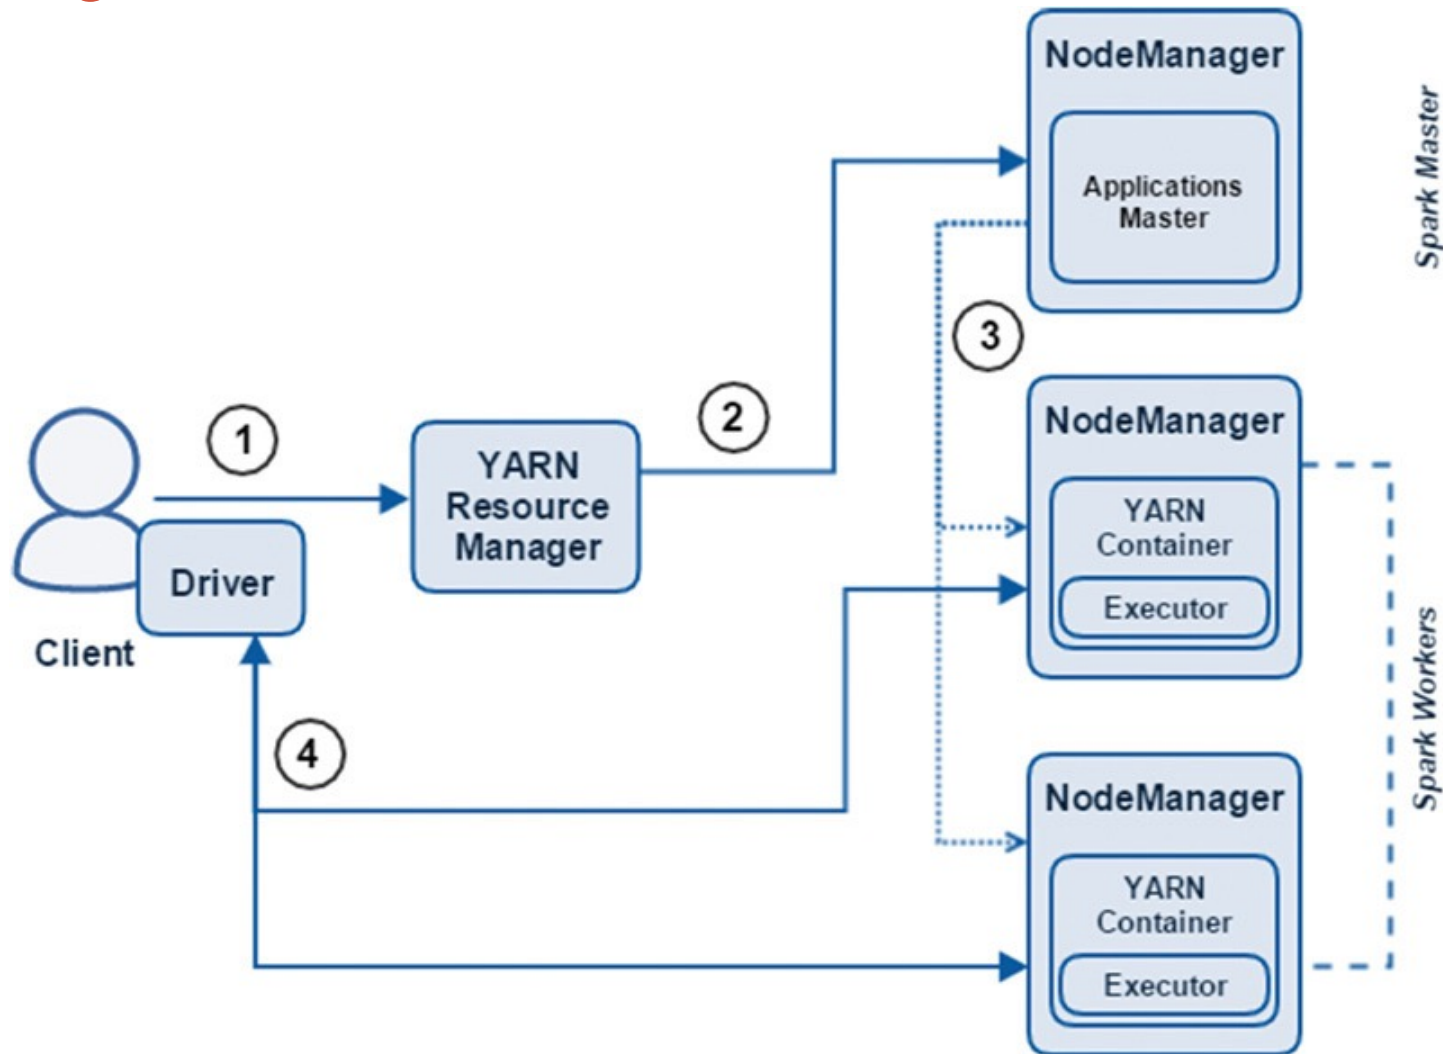 NodeManager
Applications
Master
Spark Master
3
2
1
YARN
Resource
Manager
Driver
Client
NodeManager
YARN
Container
Executor
Spark Workers
4
NodeManager
YARN
Container
Executor